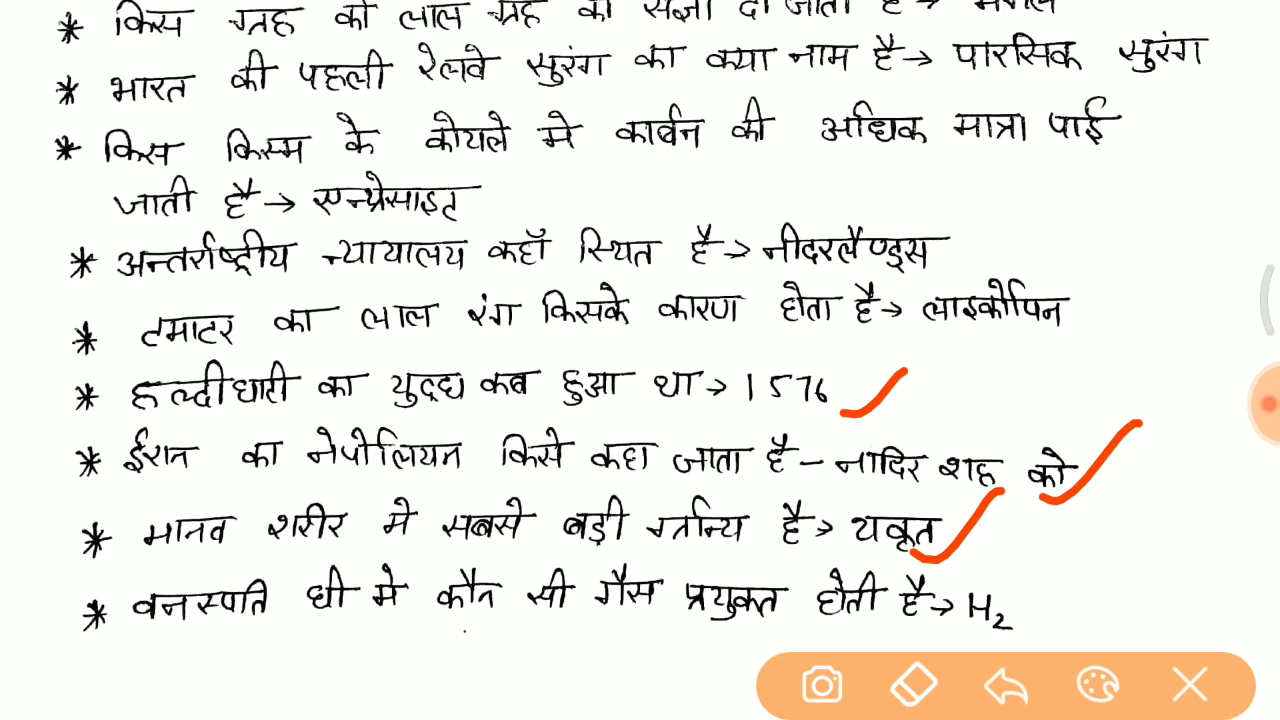 * किस ग्रह को लाल ग्रह की संज्ञा दी जाती है → मंगल
* भारत की पहली रेलवे सुरंग का क्या नाम है → पारसिक सुरंग
* किस किस्म के कोयले मे कार्बन की अधिक मात्रा पाई
जाती है → एन्थ्रेसाइट
* अन्तर्राष्ट्रीय न्यायालय कहाँ स्थित है → नीदरलैण्ड्स
* टमाटर का लाल रंग किसके कारण होता है → लाइकोपिन
* हल्दीघाटी का युद्ध कब हुआ था → 1576
* ईरान का नेपोलियन किसे कहा जाता है – नादिर शाह को
* मानव शरीर मे सबसे बड़ी ग्रन्थि है → यकृत
* वनस्पति घी मे कौन सी गैस प्रयुक्त होती है → H₂